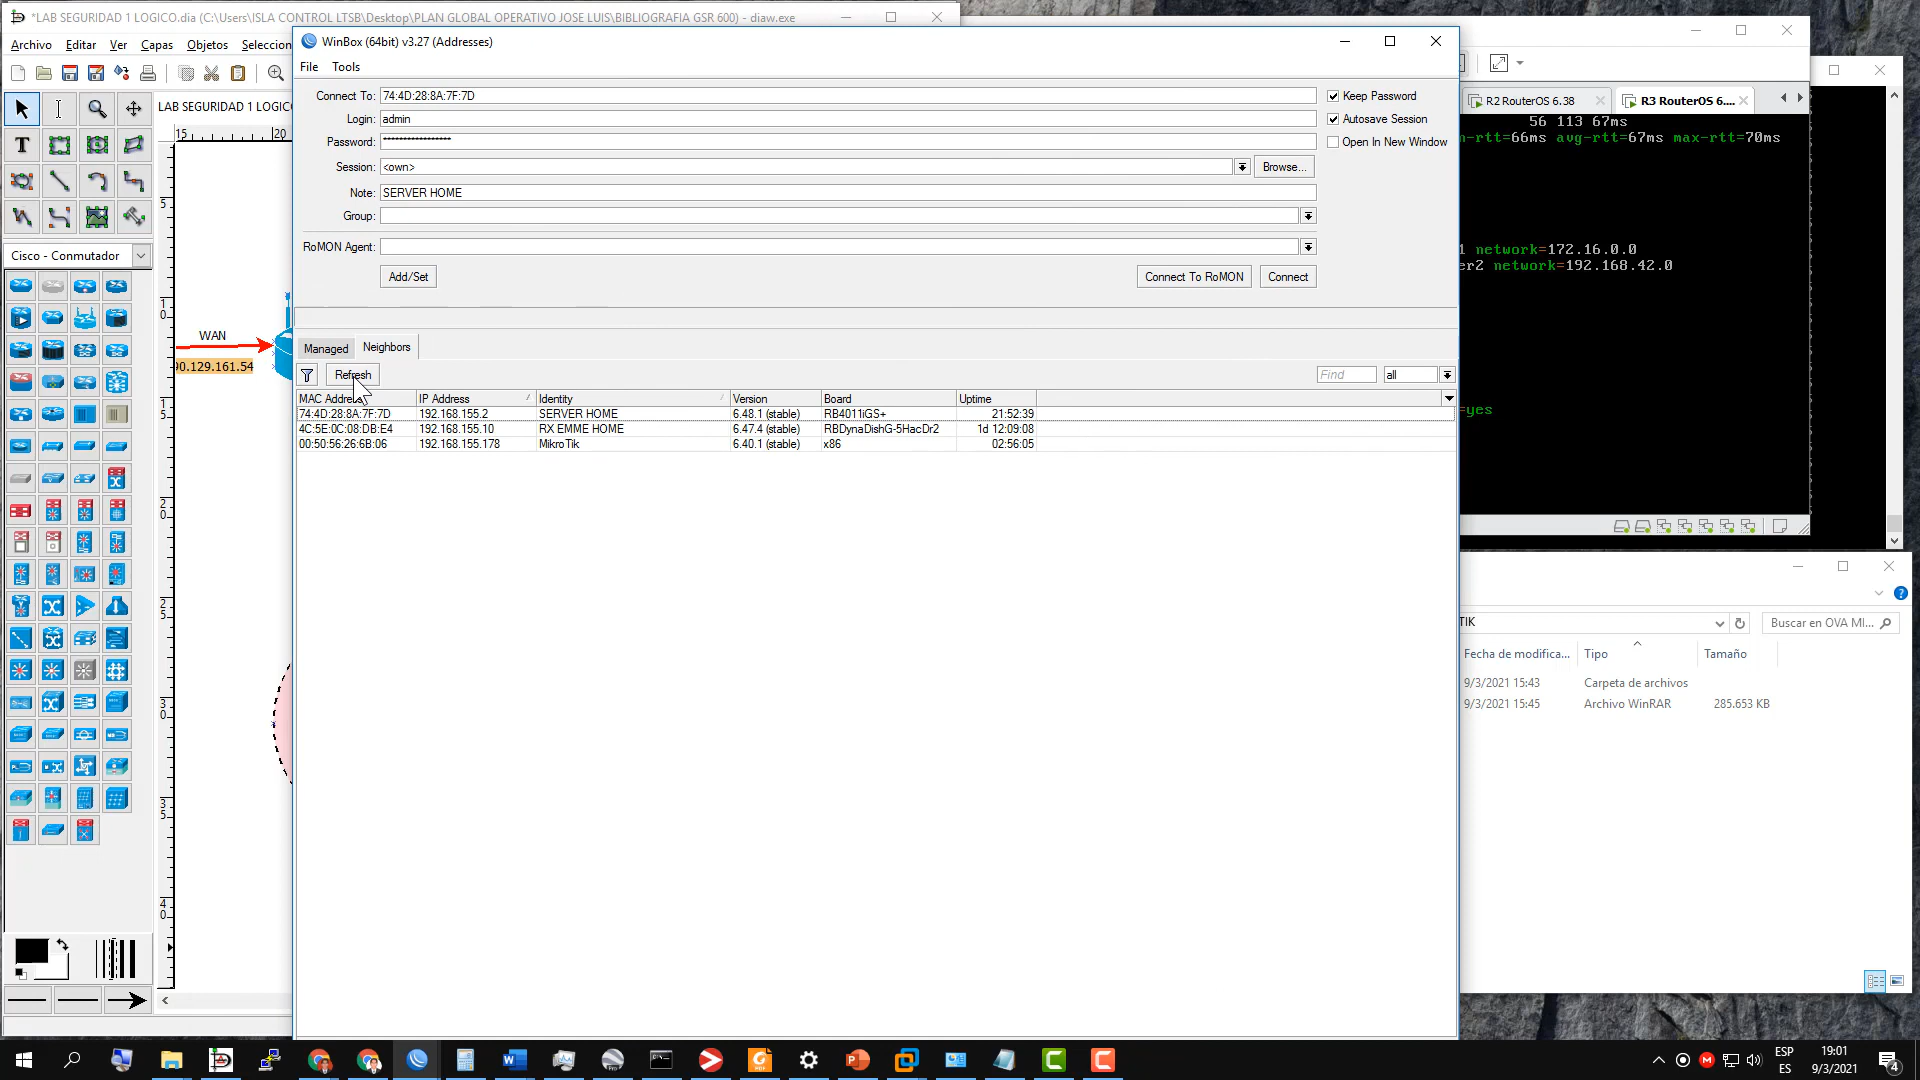 *LAB SEGURIDAD 1 LOGICO.dia (C:\Users\ISLA CONTROL LTSB\Desktop\PLAN GLOBAL OPERATIVO JOSE LUIS\BIBLIOGRAFIA GSR 600) - diaw.exe
Archivo Editar Ver Capas Objetos Seleccion
LAB SEGURIDAD 1 LOGIC
15 20
WAN
90.129.161.54
Cisco - Conmutador
WinBox (64bit) v3.27 (Addresses)
File Tools
Connect To: 74:4D:28:8A:7F:7D
Keep Password
Login: admin
Autosave Session
Password: *****************
Open In New Window
Session: <own>
Browse...
Note: SERVER HOME
Group:
RoMON Agent:
Add/Set Connect To RoMON Connect
Managed Neighbors
Refresh Find all
MAC Address IP Address Identity Version Board Uptime
74:4D:28:8A:7F:7D 192.168.155.2 SERVER HOME 6.48.1 (stable) RB4011iGS+ 21:52:39
4C:5E:0C:08:DB:E4 192.168.155.10 RX EMME HOME 6.47.4 (stable) RBDynaDishG-5HacDr2 1d 12:09:08
00:50:56:26:6B:06 192.168.155.178 MikroTik 6.40.1 (stable) x86 02:56:05
R2 RouterOS 6.38 R3 RouterOS 6....
56 113 67ms
-rtt=66ms avg-rtt=67ms max-rtt=70ms
1 network=172.16.0.0
er2 network=192.168.42.0
=yes
TIK Buscar en OVA MI...
Fecha de modifica... Tipo Tamaño
9/3/2021 15:43 Carpeta de archivos
9/3/2021 15:45 Archivo WinRAR 285.653 KB
ESP
ES
19:01
9/3/2021
4